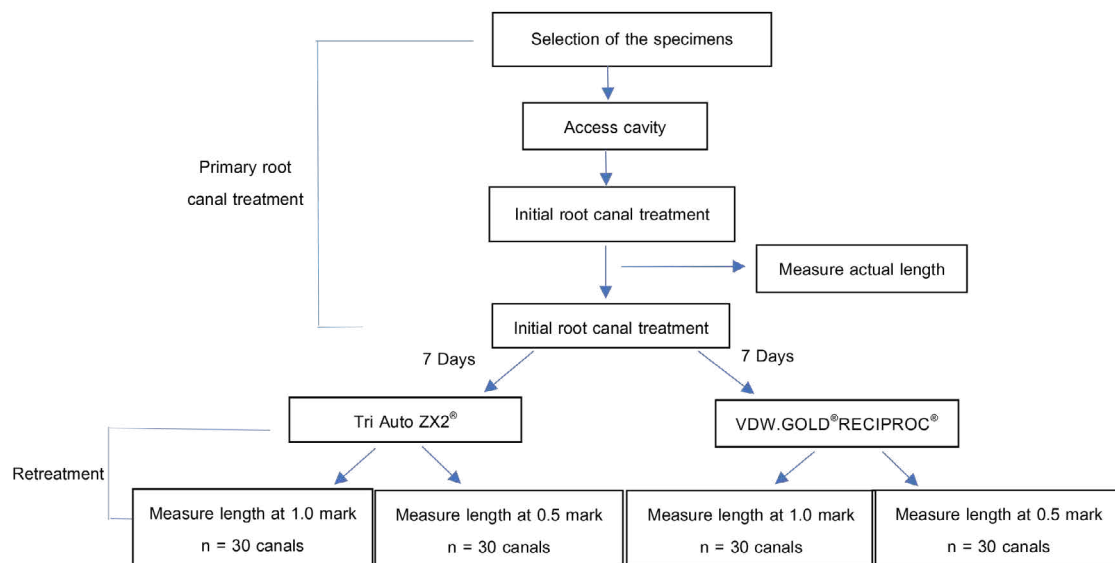 Selection of the specimens
Access cavity
Primary root
canal treatment
Initial root canal treatment
Measure actual length
Initial root canal treatment
7 Days
7 Days
Tri Auto ZX2®
VDW.GOLD®RECIPROC®
Retreatment
Measure length at 1.0 mark
n = 30 canals
Measure length at 0.5 mark
n = 30 canals
Measure length at 1.0 mark
n = 30 canals
Measure length at 0.5 mark
n = 30 canals